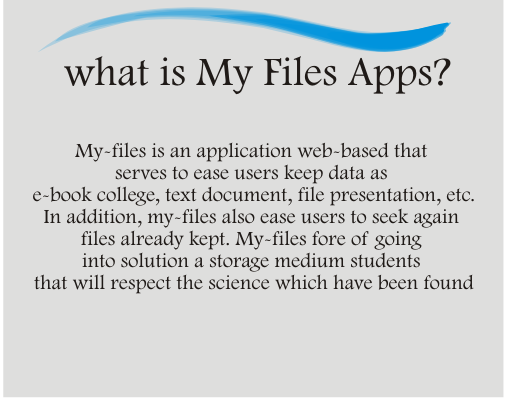 what is My Files Apps?
My-files is an application web-based that
serves to ease users keep data as
e-book college, text document, file presentation, etc.
In addition, my-files also ease users to seek again
files already kept. My-files fore of going
into solution a storage medium students
that will respect the science which have been found